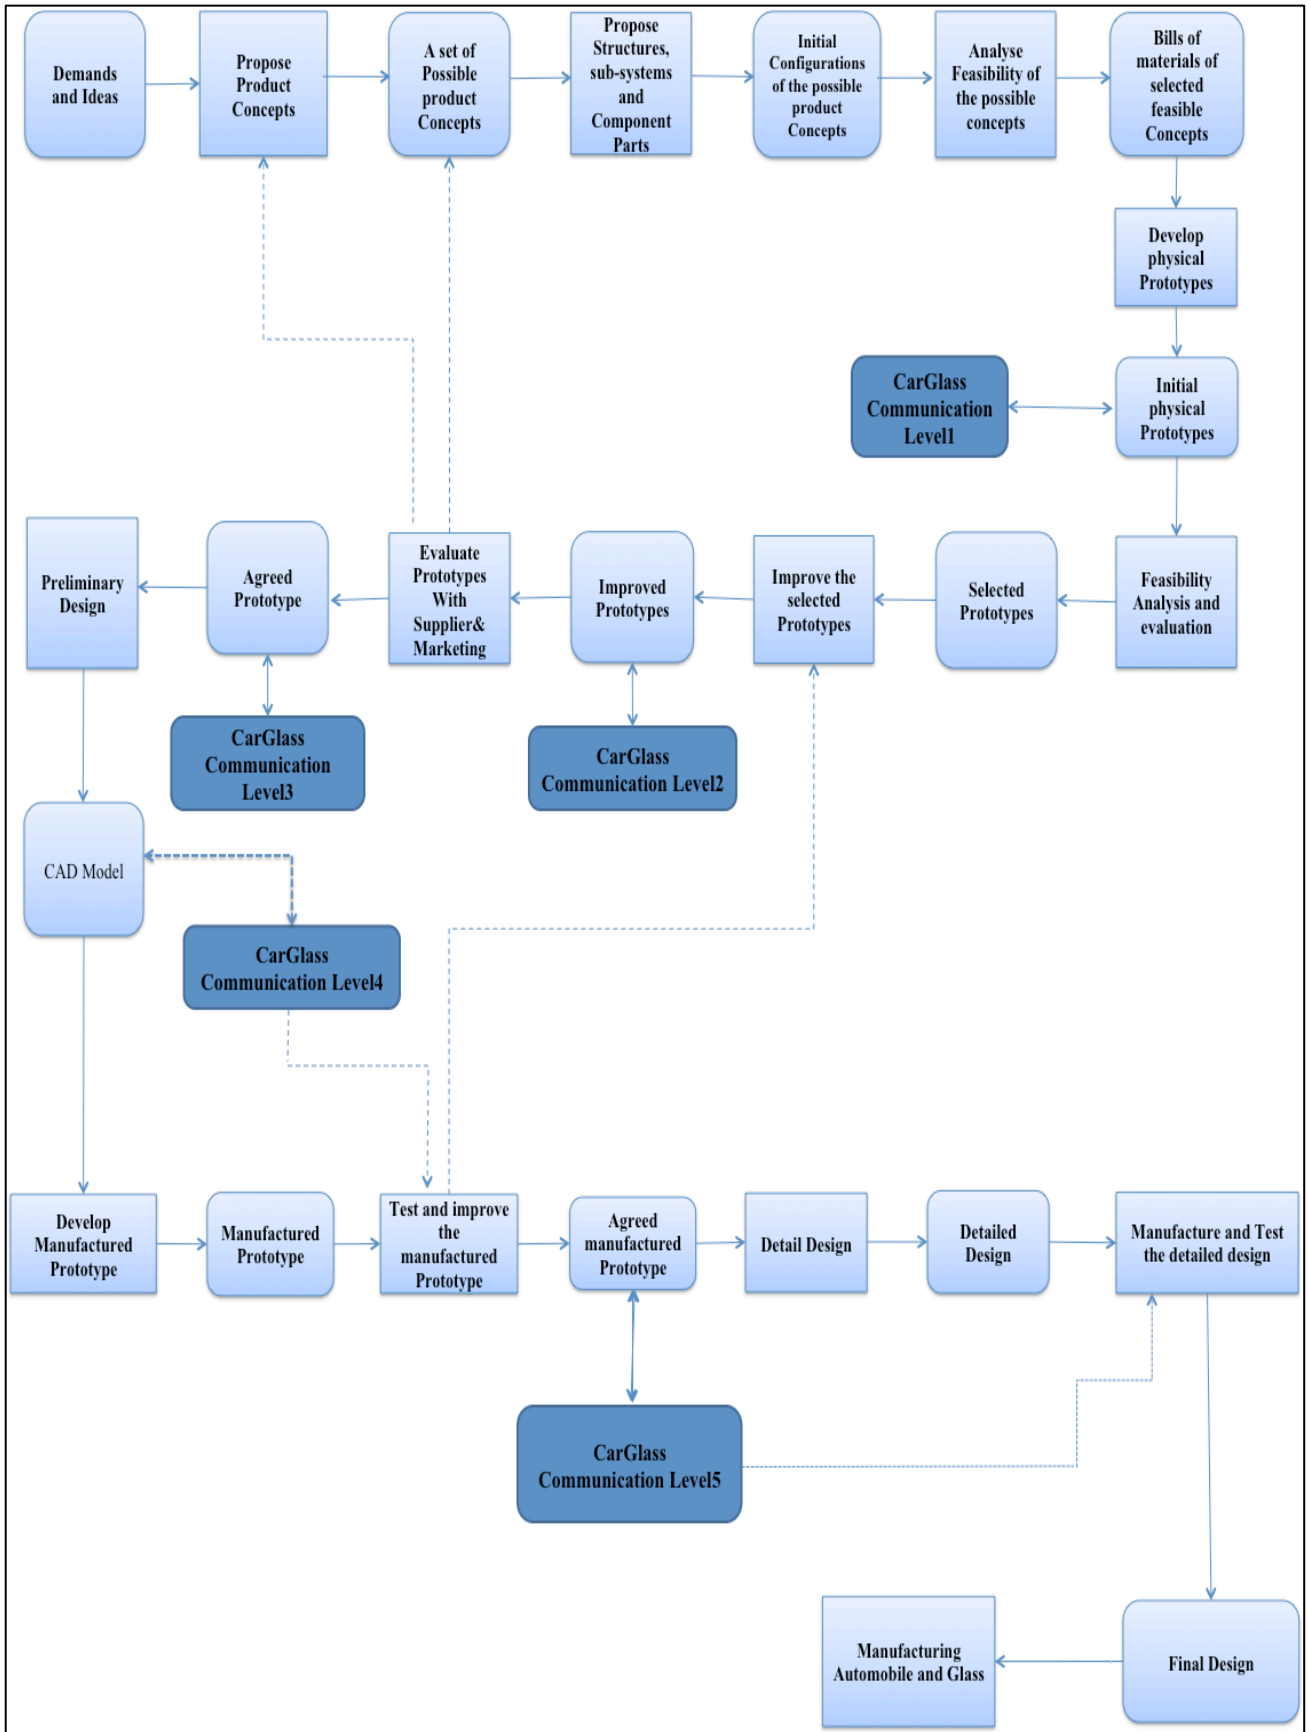 Demands
and Ideas
Propose
Product
Concepts
A set of
Possible
product
Concepts
Propose
Structures,
sub-systems
and
Component
Parts
Initial
Configurations
of the possible
product
Concepts
Analyse
Feasibility of
the possible
concepts
Bills of
materials of
selected
feasible
Concepts
Develop
physical
Prototypes
CarGlass
Communication
Level1
Initial
physical
Prototypes
Preliminary
Design
Agreed
Prototype
Evaluate
Prototypes
With
Supplier&
Marketing
Improved
Prototypes
Improve the
selected
Prototypes
Selected
Prototypes
Feasibility
Analysis and
evaluation
CarGlass
Communication
Level3
CarGlass
Communication Level2
CAD Model
CarGlass
Communication Level4
Develop
Manufactured
Prototype
Manufactured
Prototype
Test and improve
the
manufactured
Prototype
Agreed
manufactured
Prototype
Detail Design
Detailed
Design
Manufacture and Test
the detailed design
CarGlass
Communication Level5
Manufacturing
Automobile and Glass
Final Design